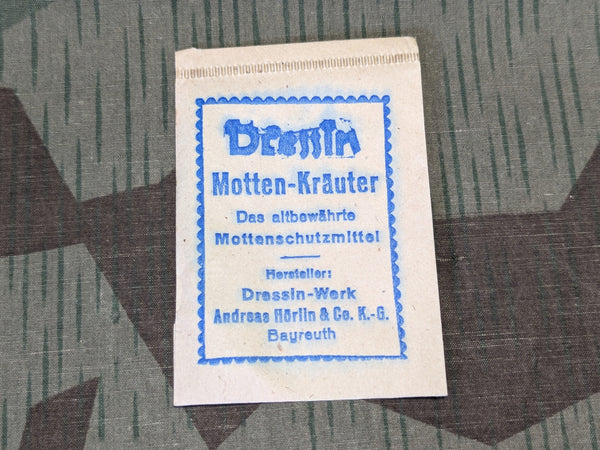 Dressin
Motten-Kräuter
Das altbewährte
Mottenschutzmittel
Hersteller:
Dressin-Werk
Andreas Hörlin & Co. K.-G.
Bayreuth